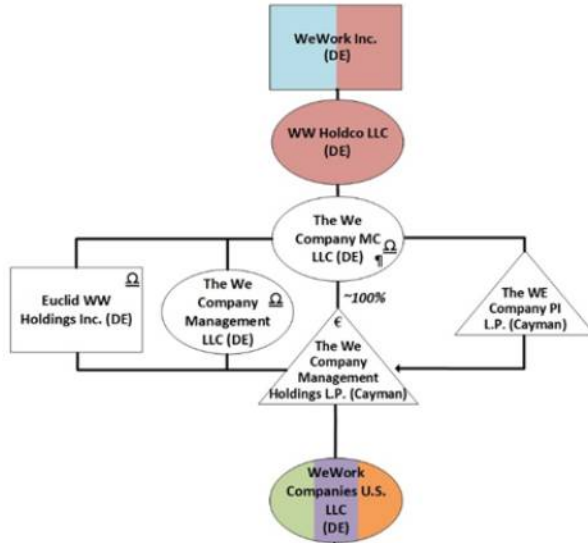 WeWork Inc.
(DE)
WW Holdco LLC
(DE)
The We
Company MC
LLC (DE)
¶
Ω
Ω
Euclid WW
Holdings Inc. (DE)
The We
Company
Management
LLC (DE)
Ω
~100%
The WE
Company PI
L.P. (Cayman)
€
The We
Company
Management
Holdings L.P. (Cayman)
WeWork
Companies U.S.
LLC
(DE)